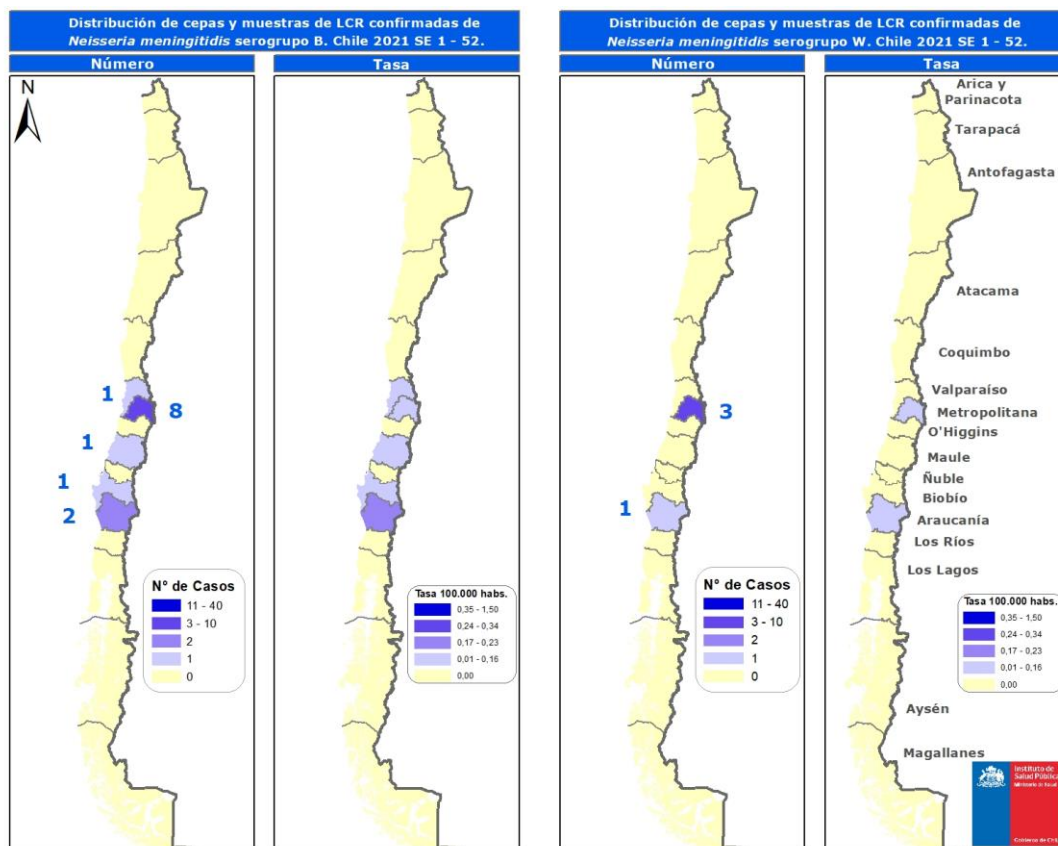 Distribución de cepas y muestras de LCR confirmadas de
Neisseria meningitidis serogrupo B. Chile 2021 SE 1 - 52.
Número
Tasa
N
1
8
1
1
2
N° de Casos
11 - 40
3 - 10
2
1
0
Tasa 100.000 habs.
0,35 - 1,50
0,24 - 0,34
0,17 - 0,23
0,01 - 0,16
0,00
Distribución de cepas y muestras de LCR confirmadas de
Neisseria meningitidis serogrupo W. Chile 2021 SE 1 - 52.
Número
Tasa
3
1
N° de Casos
11 - 40
3 - 10
2
1
0
Arica y
Parinacota
Tarapacá
Antofagasta
Atacama
Coquimbo
Valparaíso
Metropolitana
O'Higgins
Maule
Ñuble
Biobío
Araucanía
Los Ríos
Los Lagos
Tasa 100.000 habs.
0,35 - 1,50
0,24 - 0,34
0,17 - 0,23
0,01 - 0,16
0,00
Aysén
Magallanes
Instituto de
Salud Pública
Ministerio de Salud
Gobierno de Chile